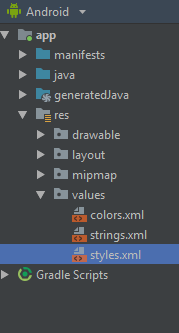 Android
app
manifests
java
generatedJava
res
drawable
layout
mipmap
values
colors.xml
strings.xml
styles.xml
Gradle Scripts